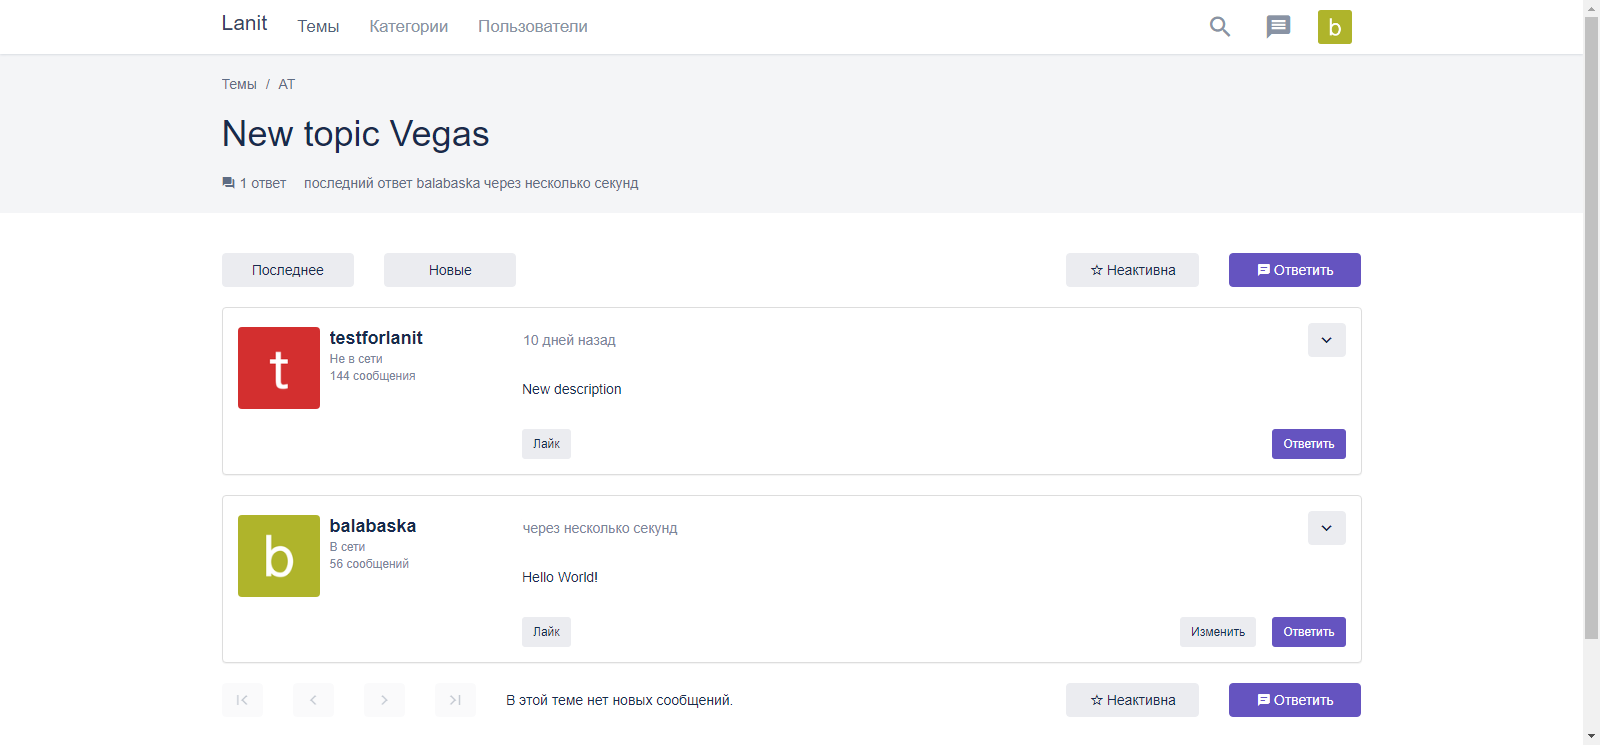 Lanit Темы Категории Пользователи b
Темы / АТ
New topic Vegas
1 ответ последний ответ balabaska через несколько секунд
Последнее Новые Неактивна Ответить
t
testforlanit
Не в сети
144 сообщения
10 дней назад
New description
Лайк Ответить
b
balabaska
В сети
56 сообщений
через несколько секунд
Hello World!
Лайк Изменить Ответить
В этой теме нет новых сообщений. Неактивна Ответить